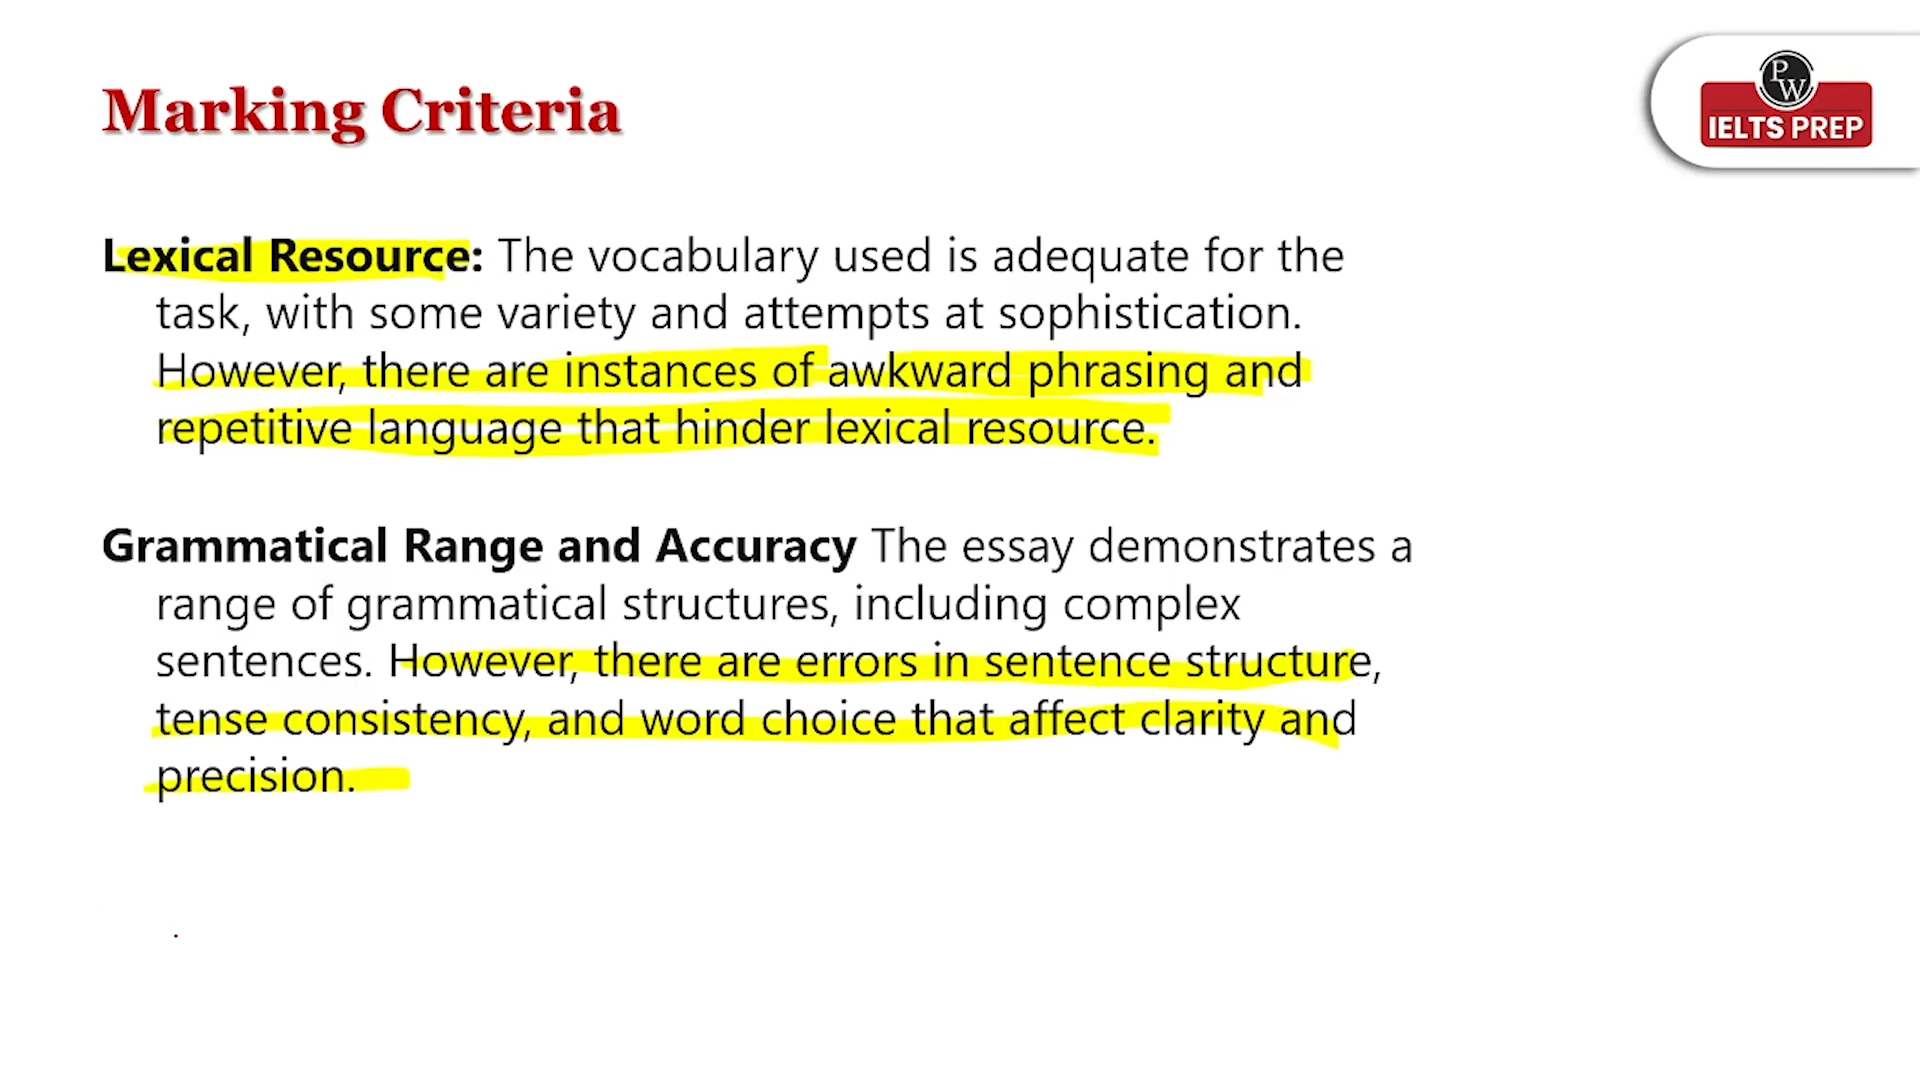 Marking Criteria
PW
IELTS PREP
Lexical Resource: The vocabulary used is adequate for the
task, with some variety and attempts at sophistication.
However, there are instances of awkward phrasing and
repetitive language that hinder lexical resource.
Grammatical Range and Accuracy The essay demonstrates a
range of grammatical structures, including complex
sentences. However, there are errors in sentence structure,
tense consistency, and word choice that affect clarity and
precision.